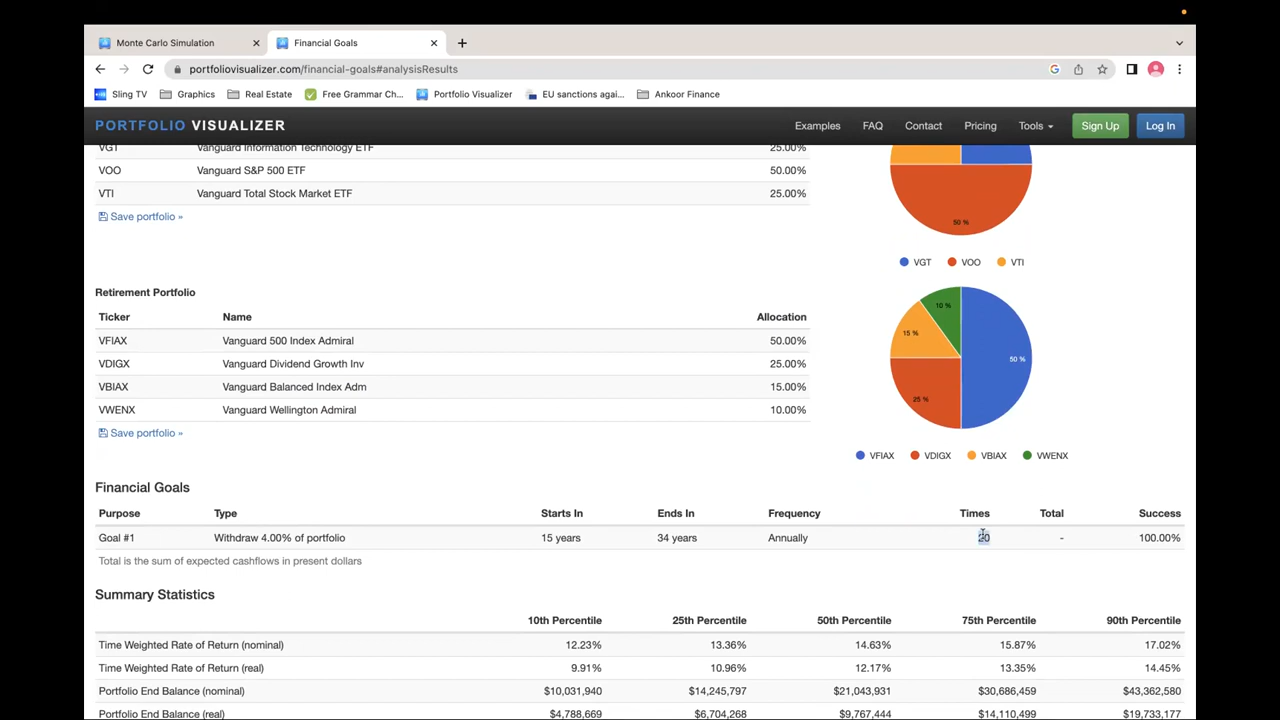 Monte Carlo Simulation
Financial Goals
portfoliovisualizer.com/financial-goals#analysisResults
Sling TV Graphics Real Estate Free Grammar Ch... Portfolio Visualizer EU sanctions agai... Ankoor Finance
PORTFOLIO VISUALIZER Examples FAQ Contact Pricing Tools Sign Up Log In
VGT Vanguard Information Technology ETF 25.00%
VOO Vanguard S&P 500 ETF 50.00%
VTI Vanguard Total Stock Market ETF 25.00%
Save portfolio »
50 %
VGT VOO VTI
Retirement Portfolio
Ticker Name Allocation
VFIAX Vanguard 500 Index Admiral 50.00%
VDIGX Vanguard Dividend Growth Inv 25.00%
VBIAX Vanguard Balanced Index Adm 15.00%
VWENX Vanguard Wellington Admiral 10.00%
Save portfolio »
10 %
15 %
50 %
25 %
VFIAX VDIGX VBIAX VWENX
Financial Goals
Purpose Type Starts In Ends In Frequency Times Total Success
Goal #1 Withdraw 4.00% of portfolio 15 years 34 years Annually 20 - 100.00%
Total is the sum of expected cashflows in present dollars
Summary Statistics
10th Percentile 25th Percentile 50th Percentile 75th Percentile 90th Percentile
Time Weighted Rate of Return (nominal) 12.23% 13.36% 14.63% 15.87% 17.02%
Time Weighted Rate of Return (real) 9.91% 10.96% 12.17% 13.35% 14.45%
Portfolio End Balance (nominal) $10,031,940 $14,245,797 $21,043,931 $30,686,459 $43,362,580
Portfolio End Balance (real) $4,788,669 $6,704,268 $9,767,444 $14,110,499 $19,733,177